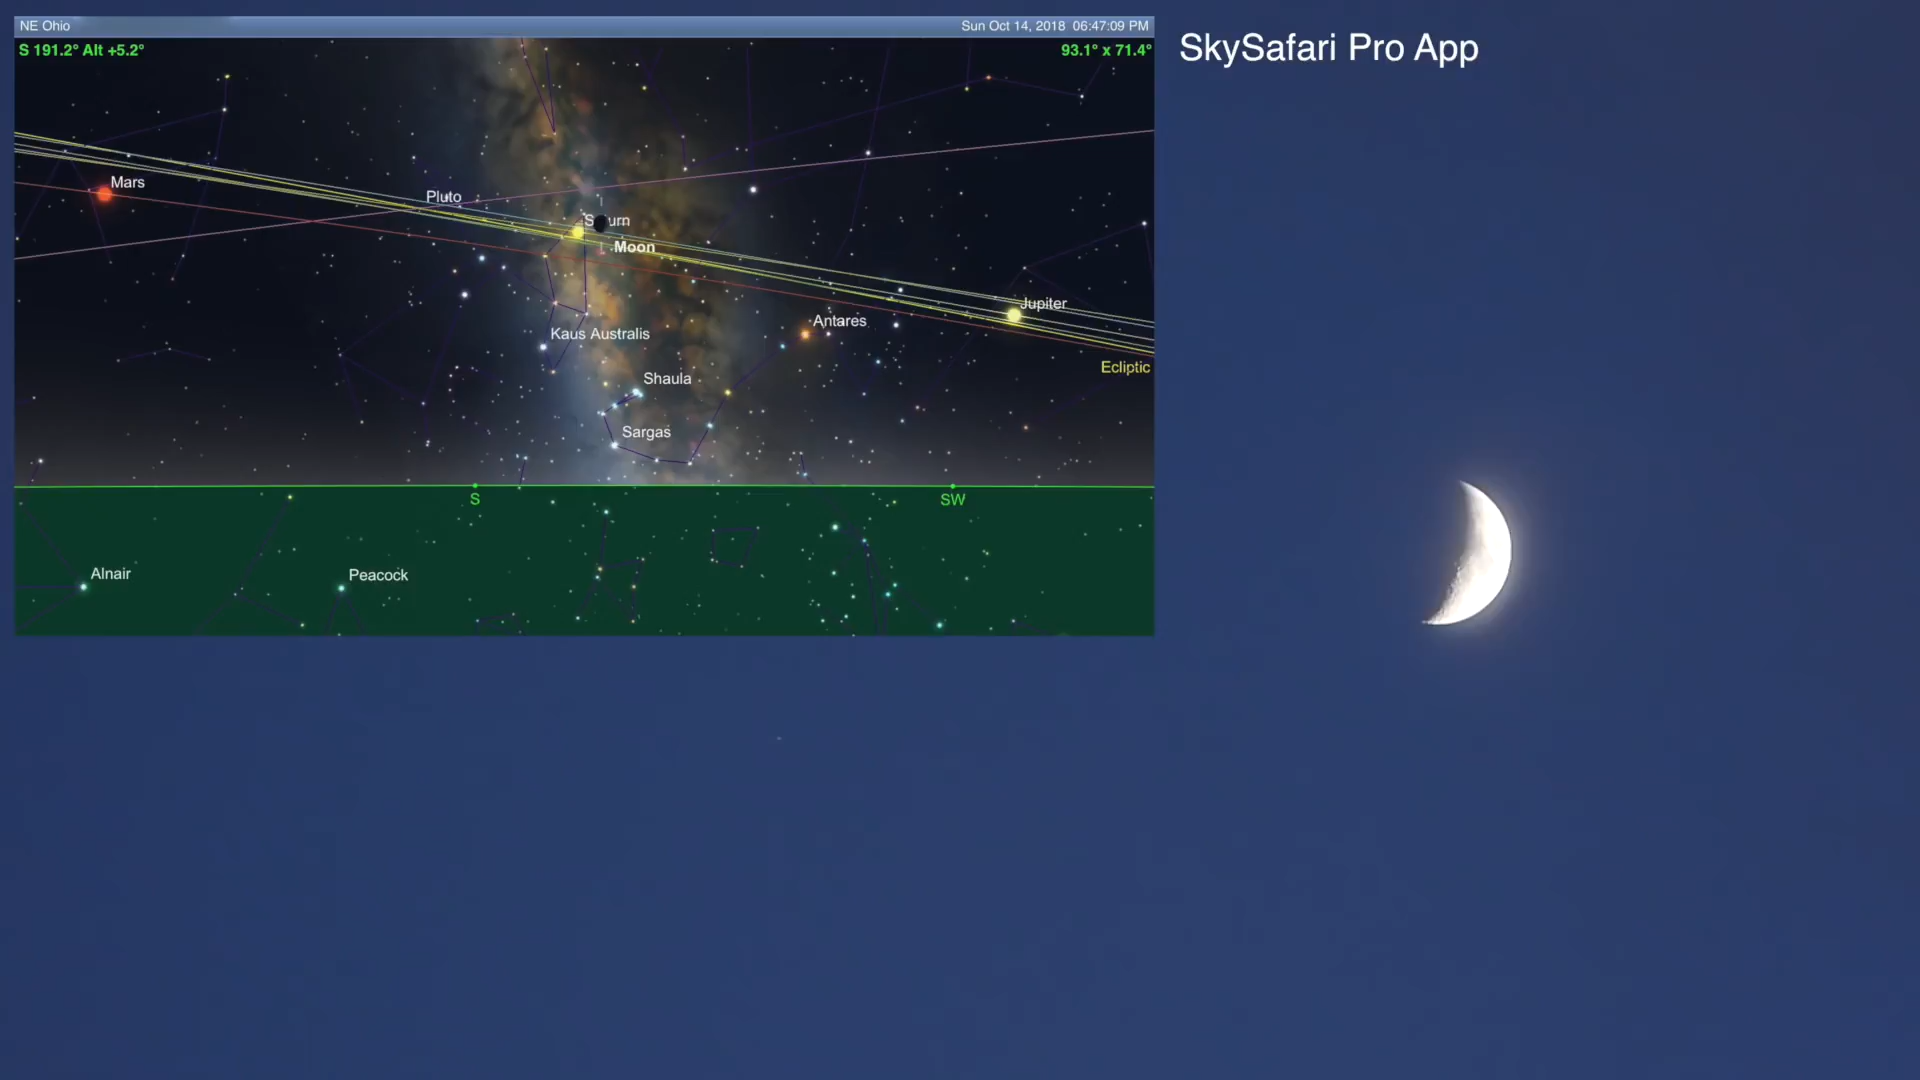 NE Ohio
Sun Oct 14, 2018 06:47:09 PM
S 191.2° Alt +5.2°
93.1° x 71.4°
SkySafari Pro App
Mars
Pluto
Moon
Jupiter
Antares
Kaus Australis
Ecliptic
Shaula
Sargas
S
SW
Alnair
Peacock